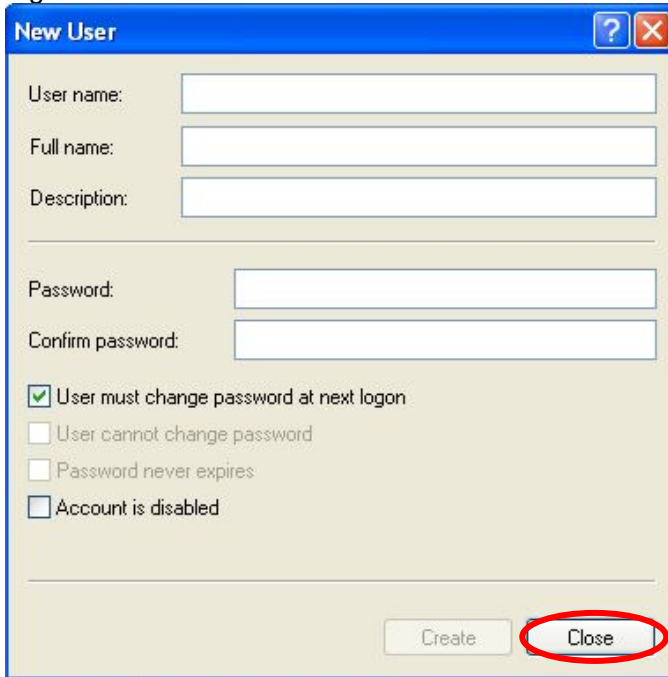 New User
User name:
Full name:
Description:
Password:
Confirm password:
User must change password at next logon
User cannot change password
Password never expires
Account is disabled
Create Close